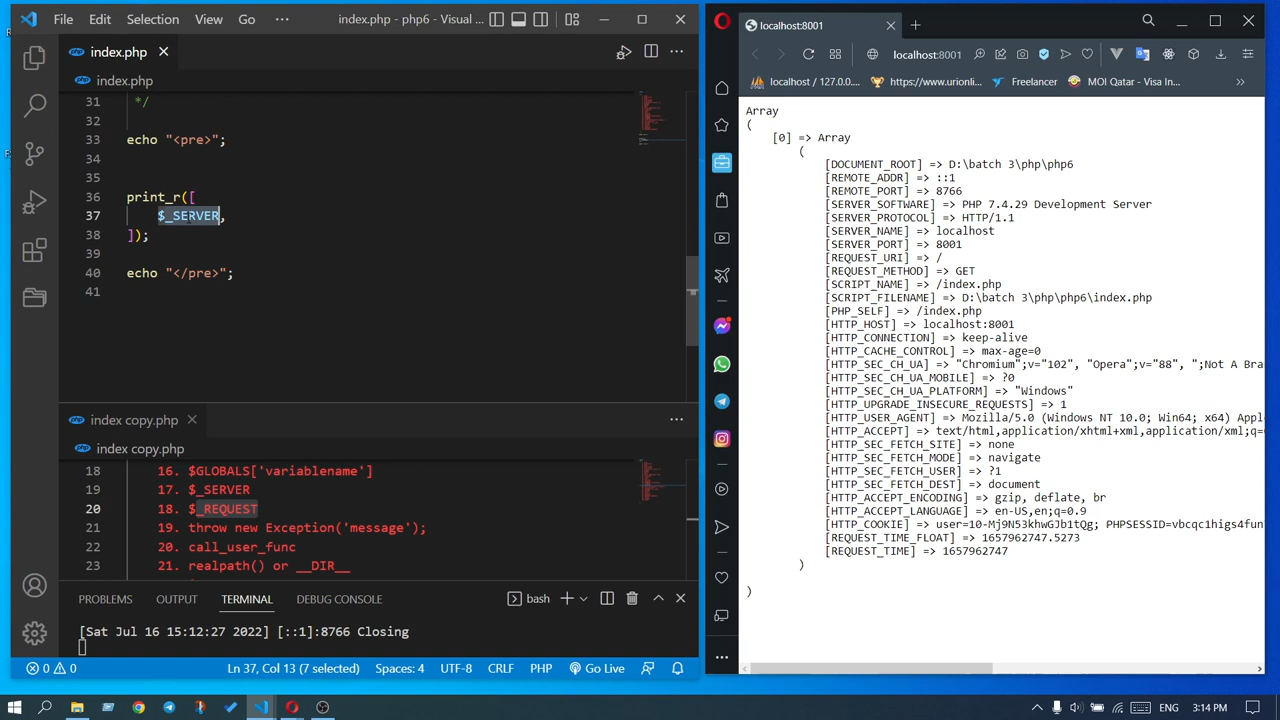 File Edit Selection View Go ··· index.php - php6 - Visual ...
index.php
index.php
31 */
32
33 echo "<pre>";
34
35
36 print_r([
37 $_SERVER,
38 ]);
39
40 echo "</pre>";
41
index copy.php
index copy.php
18 16. $GLOBALS['variablename']
19 17. $_SERVER
20 18. $_REQUEST
21 19. throw new Exception('message');
22 20. call_user_func
23 21. realpath() or __DIR__
PROBLEMS OUTPUT TERMINAL DEBUG CONSOLE bash
[Sat Jul 16 15:12:27 2022] [::1]:8766 Closing
0 0 Ln 37, Col 13 (7 selected) Spaces: 4 UTF-8 CRLF PHP Go Live
localhost:8001
localhost:8001
localhost / 127.0.0.... https://www.urionli... Freelancer MOI Qatar - Visa In... »
Array
(
[0] => Array
(
[DOCUMENT_ROOT] => D:\batch 3\php\php6
[REMOTE_ADDR] => ::1
[REMOTE_PORT] => 8766
[SERVER_SOFTWARE] => PHP 7.4.29 Development Server
[SERVER_PROTOCOL] => HTTP/1.1
[SERVER_NAME] => localhost
[SERVER_PORT] => 8001
[REQUEST_URI] => /
[REQUEST_METHOD] => GET
[SCRIPT_NAME] => /index.php
[SCRIPT_FILENAME] => D:\batch 3\php\php6\index.php
[PHP_SELF] => /index.php
[HTTP_HOST] => localhost:8001
[HTTP_CONNECTION] => keep-alive
[HTTP_CACHE_CONTROL] => max-age=0
[HTTP_SEC_CH_UA] => "Chromium";v="102", "Opera";v="88", ";Not A Bra
[HTTP_SEC_CH_UA_MOBILE] => ?0
[HTTP_SEC_CH_UA_PLATFORM] => "Windows"
[HTTP_UPGRADE_INSECURE_REQUESTS] => 1
[HTTP_USER_AGENT] => Mozilla/5.0 (Windows NT 10.0; Win64; x64) Appl
[HTTP_ACCEPT] => text/html,application/xhtml+xml,application/xml;q=
[HTTP_SEC_FETCH_SITE] => none
[HTTP_SEC_FETCH_MODE] => navigate
[HTTP_SEC_FETCH_USER] => ?1
[HTTP_SEC_FETCH_DEST] => document
[HTTP_ACCEPT_ENCODING] => gzip, deflate, br
[HTTP_ACCEPT_LANGUAGE] => en-US,en;q=0.9
[HTTP_COOKIE] => user=10-Mj9N53khwGJb1tQg; PHPSESSID=vbcqc1higs4fun
[REQUEST_TIME_FLOAT] => 1657962747.5273
[REQUEST_TIME] => 1657962747
)
)
ENG 3:14 PM